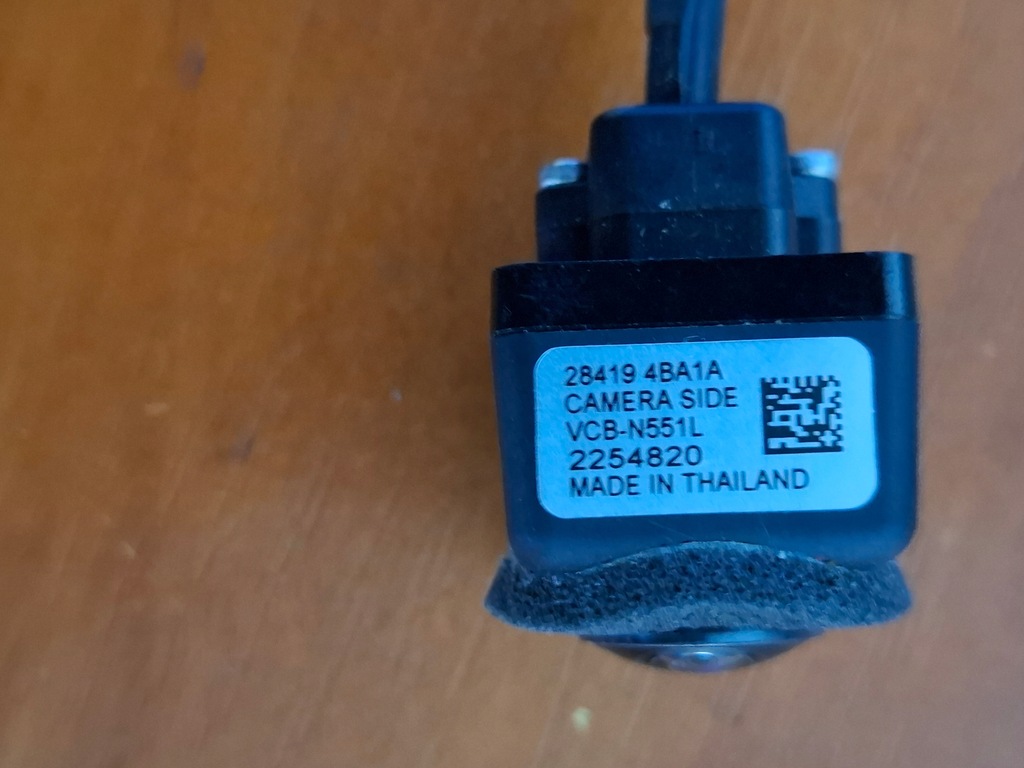 28419 4BA1A
CAMERA SIDE
VCB-N551L
2254820
MADE IN THAILAND